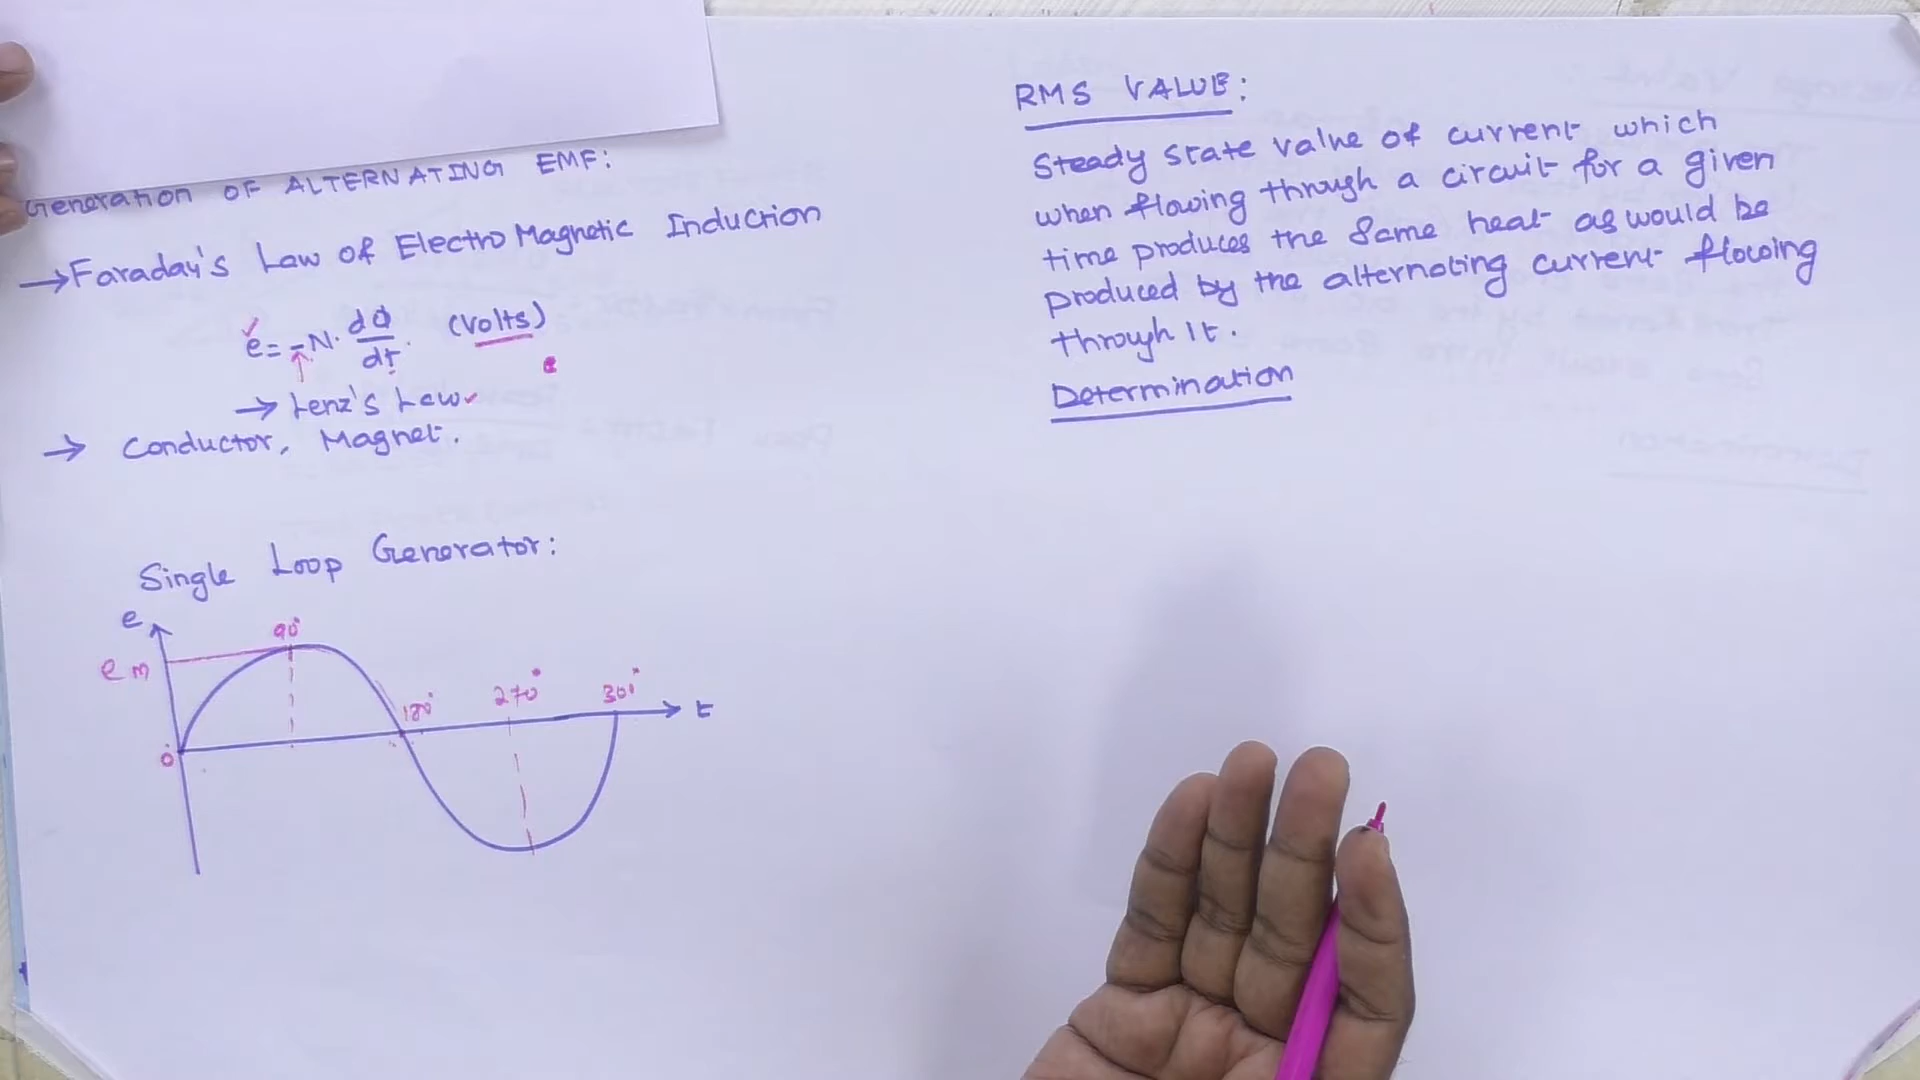 Generation OF ALTERNATING EMF:
→Faraday's Law of Electro Magnetic Induction
e = -N. dΦ/dt. (Volts)
→ Lenz's Law
→ Conductor, Magnet.
Single Loop Generator:
e
em
90°
180°
270°
t
0
RMS VALUE:
Steady state value of current which
when flowing through a circuit for a given
time produces the same heat as would be
produced by the alternating current flowing
through It.
Determination